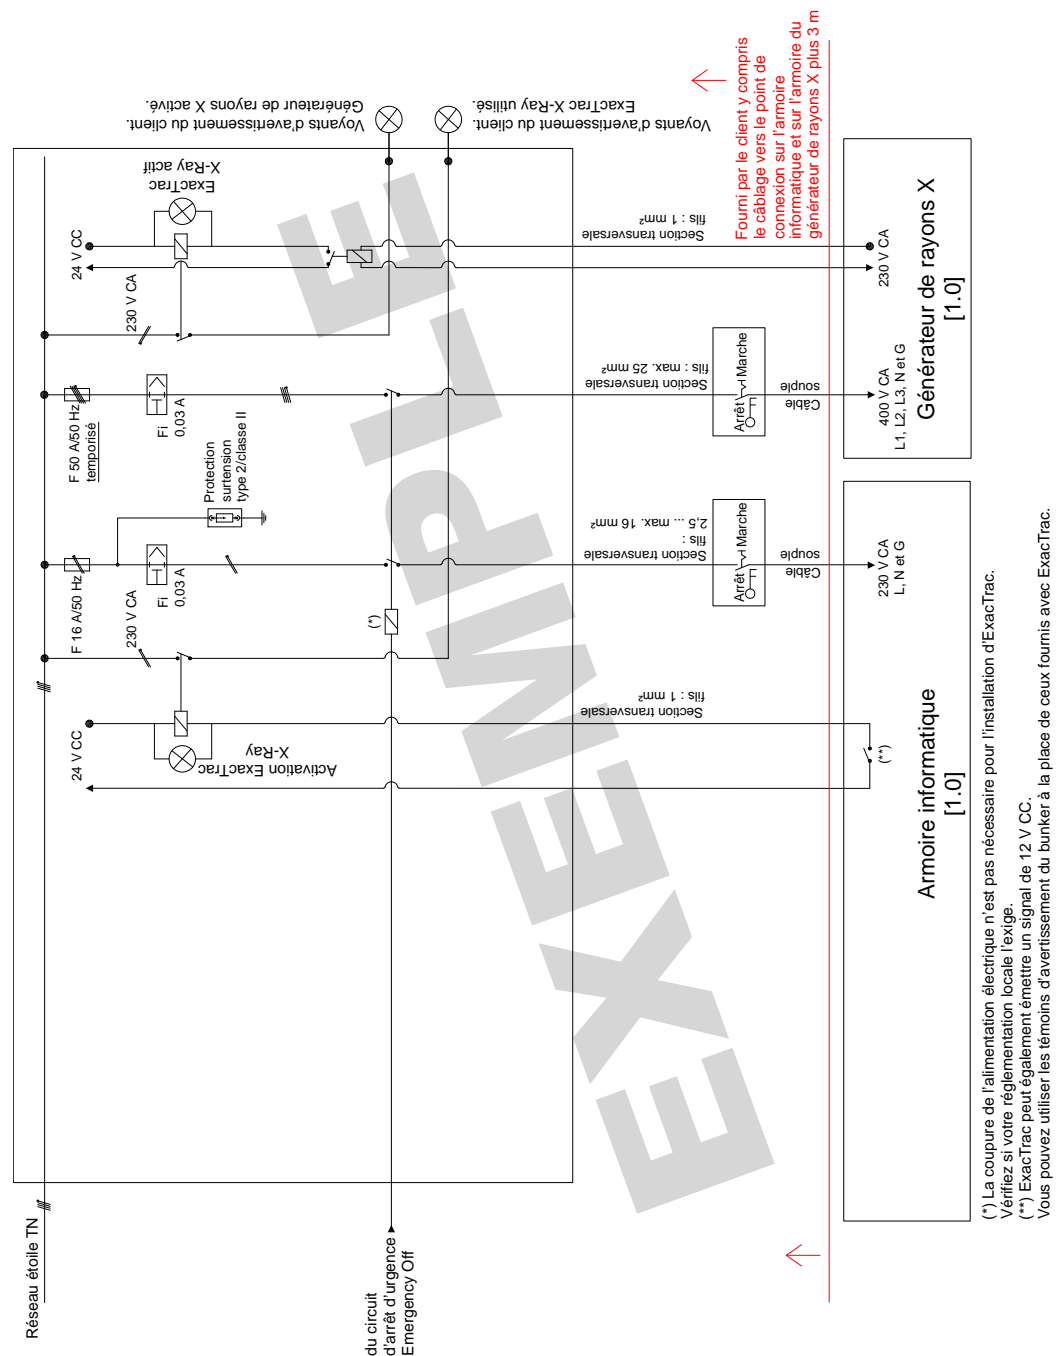 Réseau étoile TN
du circuit
d'arrêt d'urgence
Emergency Off
24 V CC
Activation ExacTrac
X-Ray
230 V CA
F 16 A/50 Hz
Fi
0,03 A
(*)
Protection
surtension
type 2/classe II
F 50 A/50 Hz
temporisé
Fi
0,03 A
230 V CA
24 V CC
ExacTrac
X-Ray actif
Voyants d'avertissement du client.
Générateur de rayons X activé.
Voyants d'avertissement du client.
ExacTrac X-Ray utilisé.
EXEMPLE
Section transversale
fils : 1 mm²
Section transversale
fils :
2,5 ... max. 16 mm²
Section transversale
fils : max. 25 mm²
Section transversale
fils : 1 mm²
Arrêt
Marche
Câble
souple
Arrêt
Marche
Câble
souple
Fourni par le client y compris
le câblage vers le point de
connexion sur l'armoire
informatique et sur l'armoire du
générateur de rayons X plus 3 m
(**)
230 V CA
L, N et G
Armoire informatique
[1.0]
400 V CA
L1, L2, L3, N et G
230 V CA
Générateur de rayons X
[1.0]
(*) La coupure de l'alimentation électrique n'est pas nécessaire pour l'installation d'ExacTrac.
Vérifiez si votre réglementation locale l'exige.
(**) ExacTrac peut également émettre un signal de 12 V CC.
Vous pouvez utiliser les témoins d'avertissement du bunker à la place de ceux fournis avec ExacTrac.